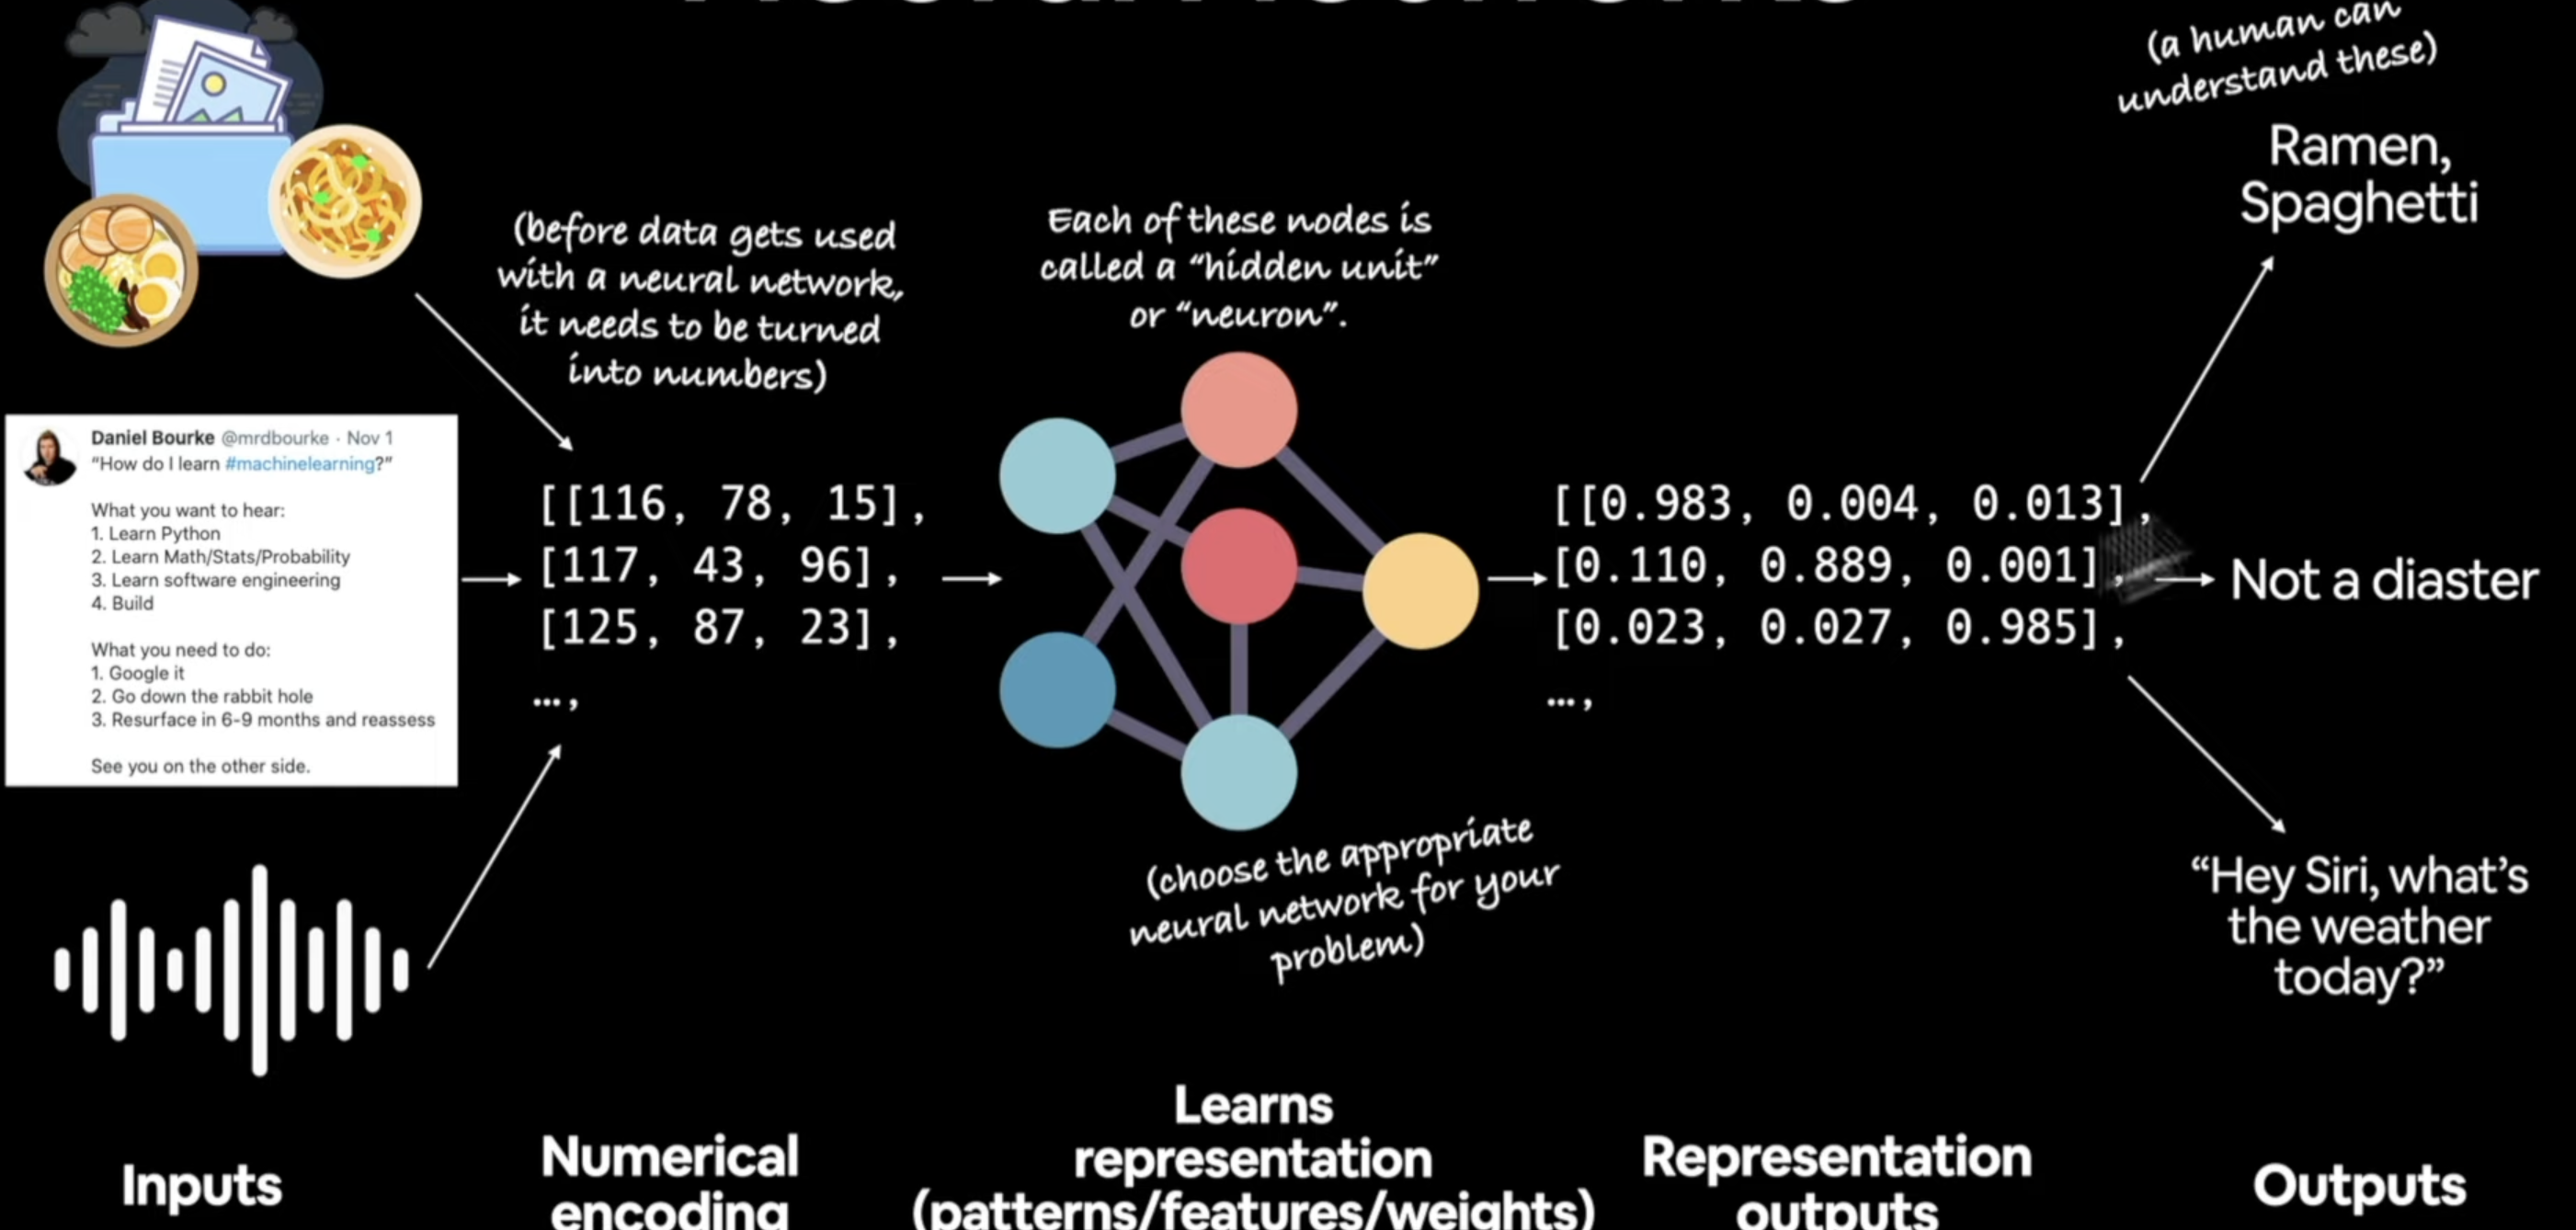 (a human can
understand these)
Ramen,
Spaghetti
(before data gets used
with a neural network,
it needs to be turned
into numbers)
Each of these nodes is
called a “hidden unit”
or “neuron”.
Daniel Bourke @mrdbourke · Nov 1
“How do I learn #machinelearning?”
What you want to hear:
1. Learn Python
2. Learn Math/Stats/Probability
3. Learn software engineering
4. Build
What you need to do:
1. Google it
2. Go down the rabbit hole
3. Resurface in 6-9 months and reassess
See you on the other side.
[[116, 78, 15],
[117, 43, 96],
[125, 87, 23],
…,
[[0.983, 0.004, 0.013],
[0.110, 0.889, 0.001],
[0.023, 0.027, 0.985],
…,
Not a diaster
(choose the appropriate
neural network for your
problem)
“Hey Siri, what’s
the weather
today?”
Inputs
Numerical
encoding
Learns
representation
(patterns/features/weights)
Representation
outputs
Outputs